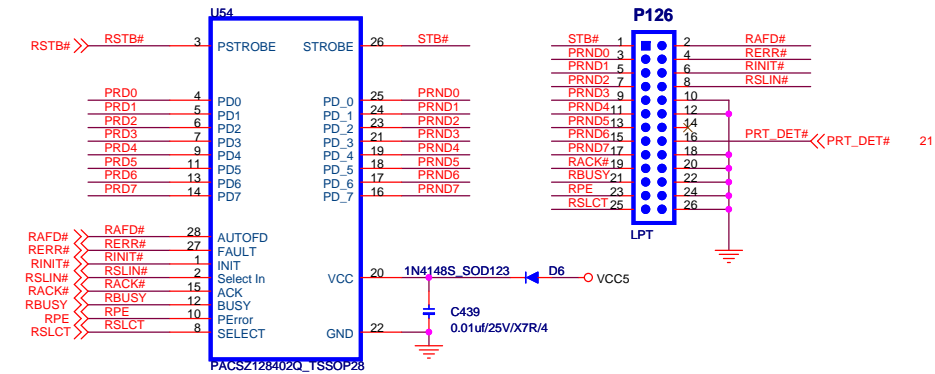 U54
P126
RSTB# RSTB# 3 PSTROBE STROBE 26 STB#
STB# 1 2 RAFD#
PRND0 3 4 RERR#
PRND1 5 6 RINIT#
PRND2 7 8 RSLIN#
PRND3 9 10
PRND4 11 12
PRND5 13 14
PRND6 15 16 PRT_DET# PRT_DET# 21
PRND7 17 18
RACK# 19 20
RBUSY 21 22
RPE 23 24
RSLCT 25 26
LPT
PRD0 4 PD0 PD_0 25 PRND0
PRD1 5 PD1 PD_1 24 PRND1
PRD2 6 PD2 PD_2 23 PRND2
PRD3 7 PD3 PD_3 21 PRND3
PRD4 9 PD4 PD_4 19 PRND4
PRD5 11 PD5 PD_5 18 PRND5
PRD6 13 PD6 PD_6 17 PRND6
PRD7 14 PD7 PD_7 16 PRND7
RAFD# RAFD# 28 AUTOFD
RERR# RERR# 27 FAULT
RINIT# RINIT# 1 INIT
RSLIN# RSLIN# 2 Select In
RACK# RACK# 15 ACK
RBUSY RBUSY 12 BUSY
RPE RPE 10 PError
RSLCT RSLCT 8 SELECT
VCC 20 1N4148S_SOD123 D6 VCC5
C439
0.01uf/25V/X7R/4
GND 22
PACSZ128402Q_TSSOP28